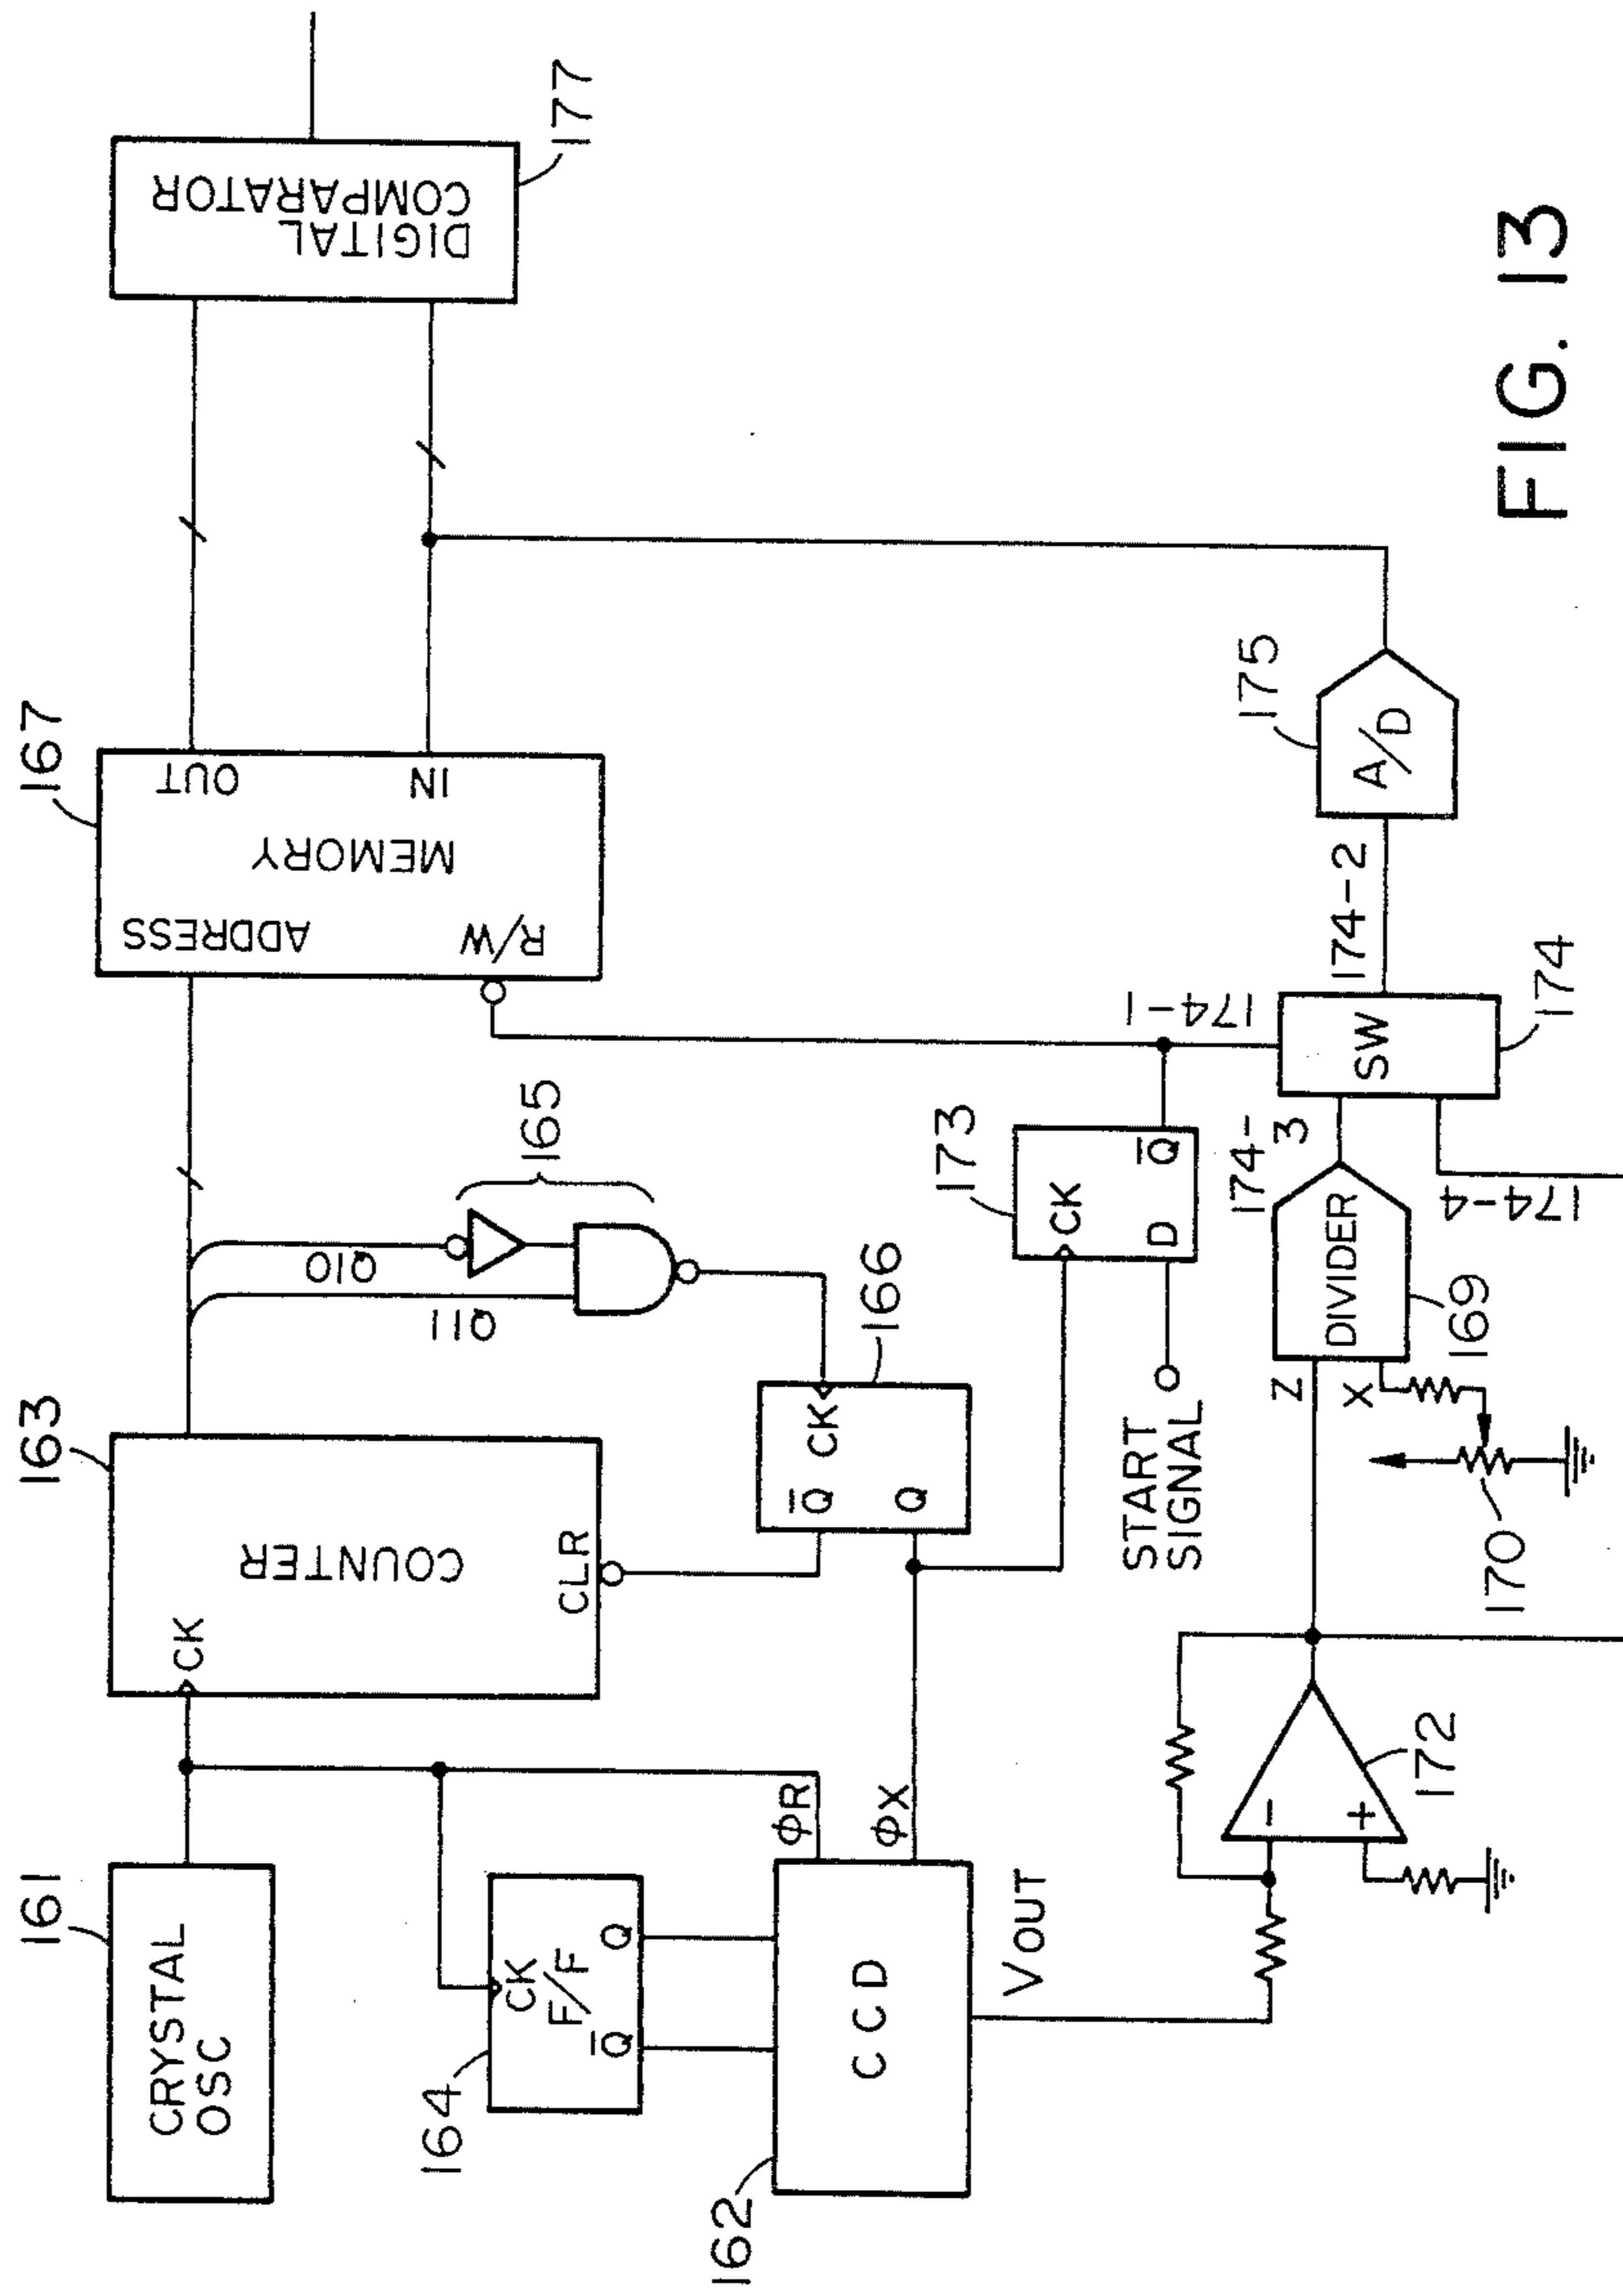 161
CRYSTAL
OSC
163
CK
COUNTER
CLR
167
ADDRESS
OUT
MEMORY
R/W
IN
DIGITAL
COMPARATOR
177
Q10
Q11
165
164
CK
F/F
Q̅
Q
166
Q̅
CK
Q
162
C C D
ΦR
ΦX
VOUT
173
CK
D
Q̅
START
SIGNAL
174-1
172
−
+
Z
X
DIVIDER
169
170
174-
3
174-4
SW
174
174-2
A/D
175
FIG. 13